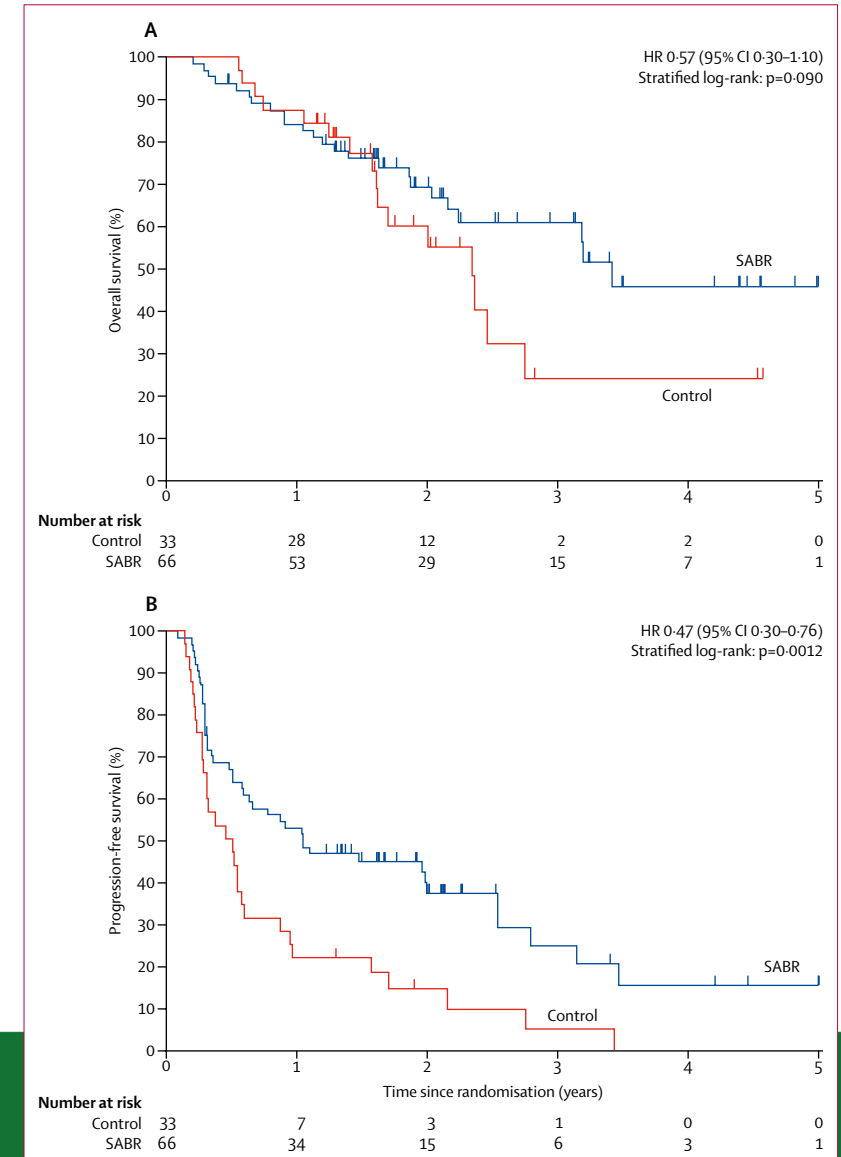 A
HR 0·57 (95% CI 0·30–1·10)
Stratified log-rank: p=0·090
100
90
80
70
60
50
40
30
20
10
0
Overall survival (%)
SABR
Control
0 1 2 3 4 5
Number at risk
Control 33 28 12 2 2 0
SABR 66 53 29 15 7 1
B
HR 0·47 (95% CI 0·30–0·76)
Stratified log-rank: p=0·0012
100
90
80
70
60
50
40
30
20
10
0
Progression-free survival (%)
SABR
Control
0 1 2 3 4 5
Time since randomisation (years)
Number at risk
Control 33 7 3 1 0 0
SABR 66 34 15 6 3 1